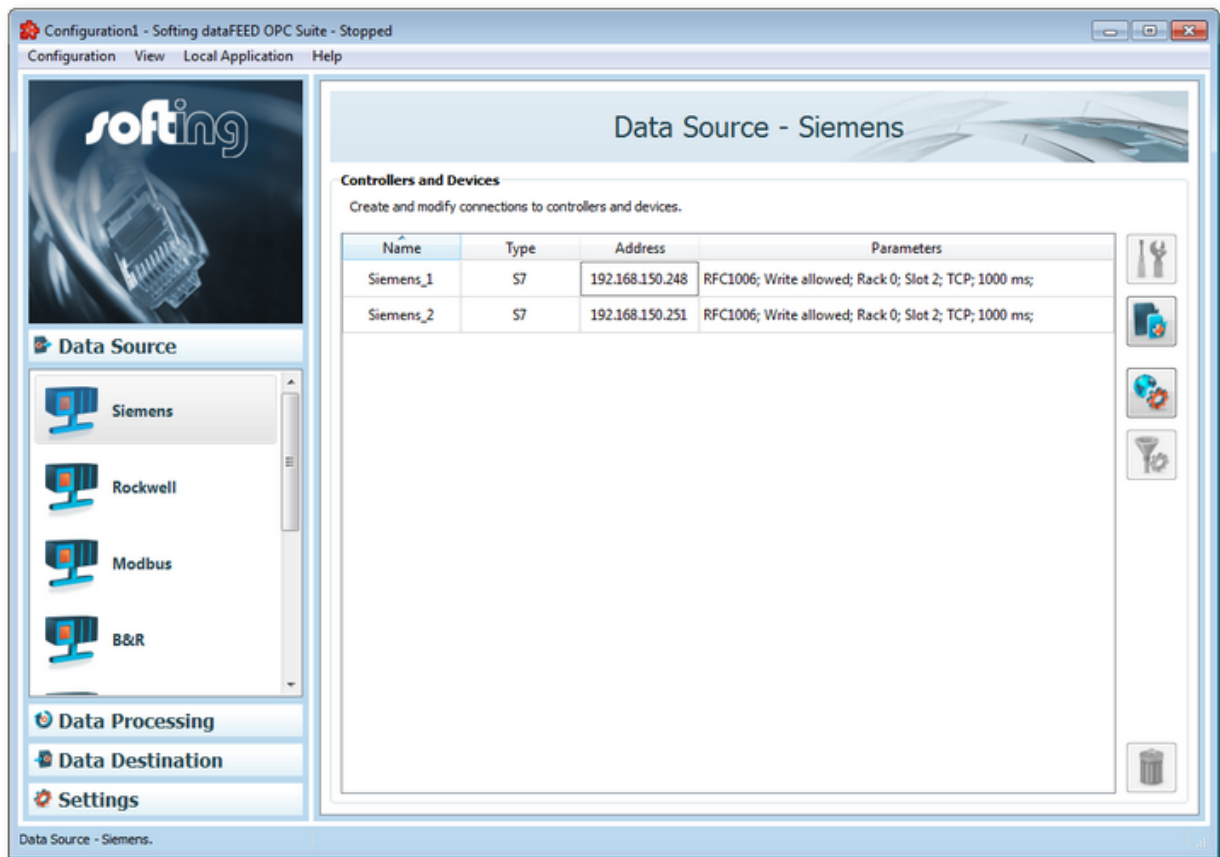 Configuration1 - Softing dataFEED OPC Suite - Stopped
Configuration View Local Application Help
softing
Data Source
Siemens
Rockwell
Modbus
B&R
Data Processing
Data Destination
Settings
Data Source - Siemens
Controllers and Devices
Create and modify connections to controllers and devices.
Name Type Address Parameters
Siemens_1 S7 192.168.150.248 RFC1006; Write allowed; Rack 0; Slot 2; TCP; 1000 ms;
Siemens_2 S7 192.168.150.251 RFC1006; Write allowed; Rack 0; Slot 2; TCP; 1000 ms;
Data Source - Siemens.